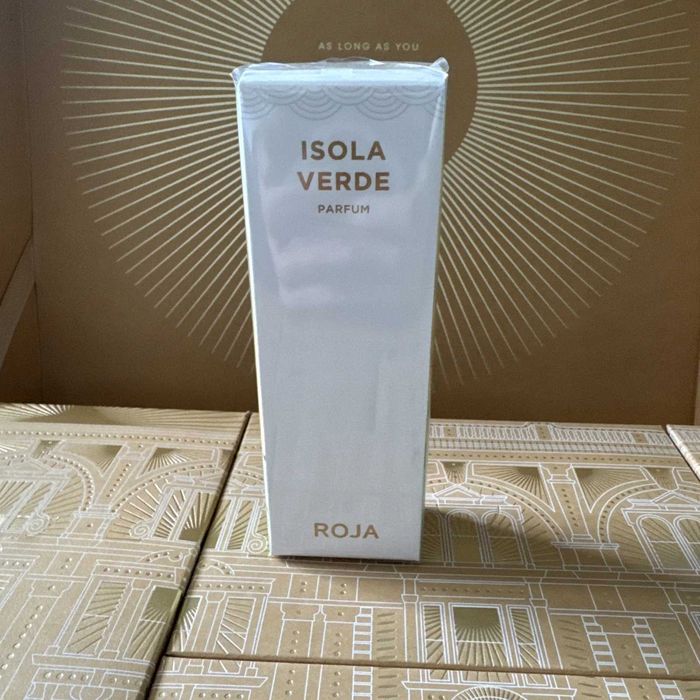 AS LONG AS YOU
ISOLA
VERDE
PARFUM
ROJA